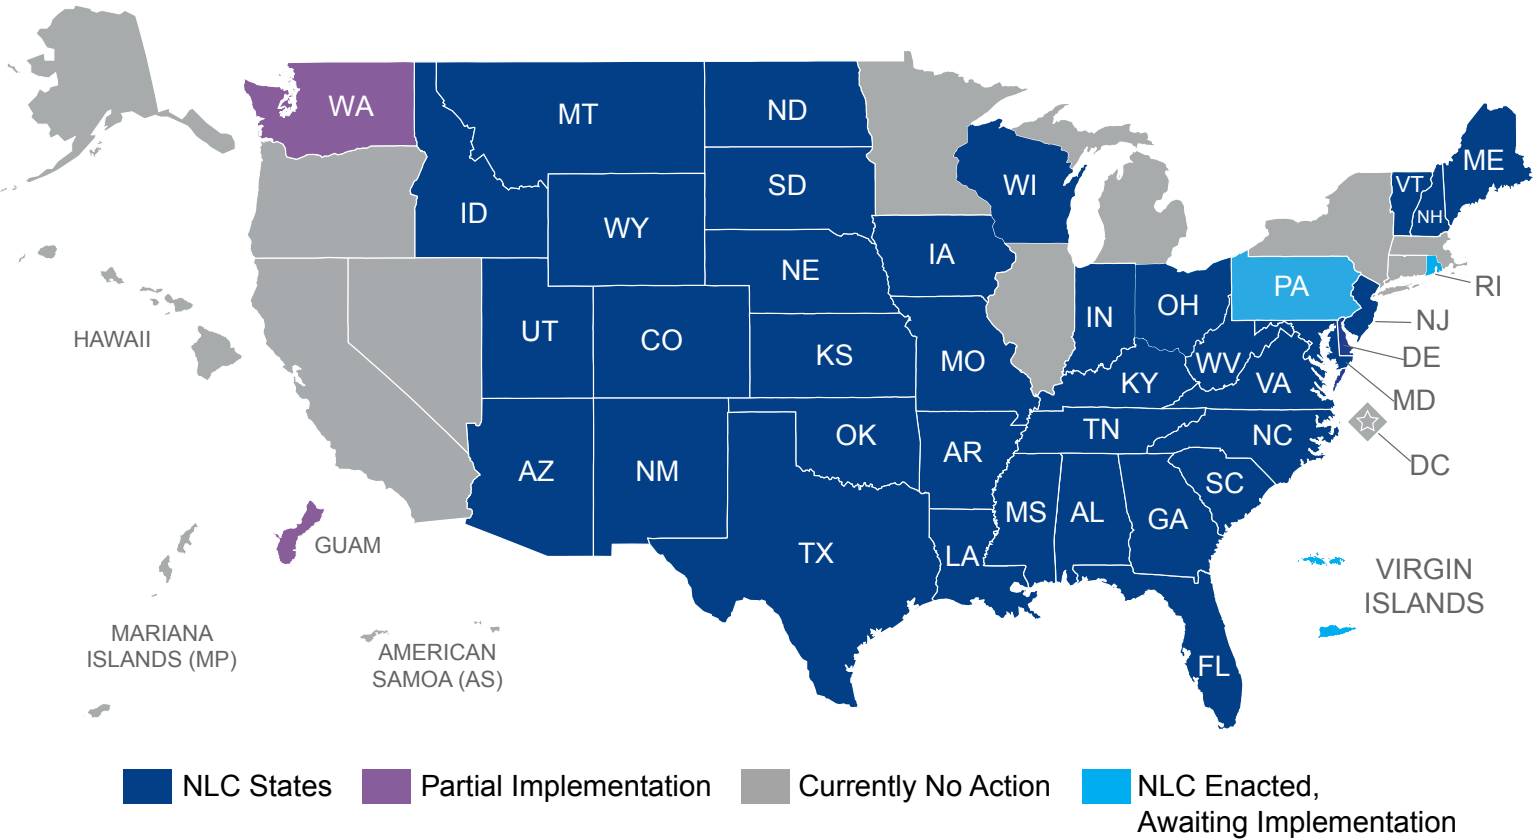 WA
MT
ND
ME
VT
NH
WI
SD
ID
WY
IA
NE
PA
RI
OH
IN
NJ
UT
CO
KS
MO
WV
DE
HAWAII
KY
VA
MD
OK
TN
NC
AR
AZ
NM
DC
SC
MS
AL
GA
GUAM
TX
LA
VIRGIN
ISLANDS
MARIANA
ISLANDS (MP)
AMERICAN
SAMOA (AS)
FL
NLC States
Partial Implementation
Currently No Action
NLC Enacted,
Awaiting Implementation